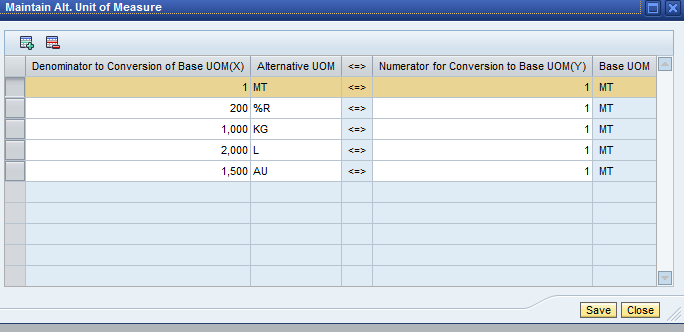 Maintain Alt. Unit of Measure
Denominator to Conversion of Base UOM(X) Alternative UOM <=> Numerator for Conversion to Base UOM(Y) Base UOM
1 MT <=> 1 MT
200 %R <=> 1 MT
1,000 KG <=> 1 MT
2,000 L <=> 1 MT
1,500 AU <=> 1 MT
Save Close